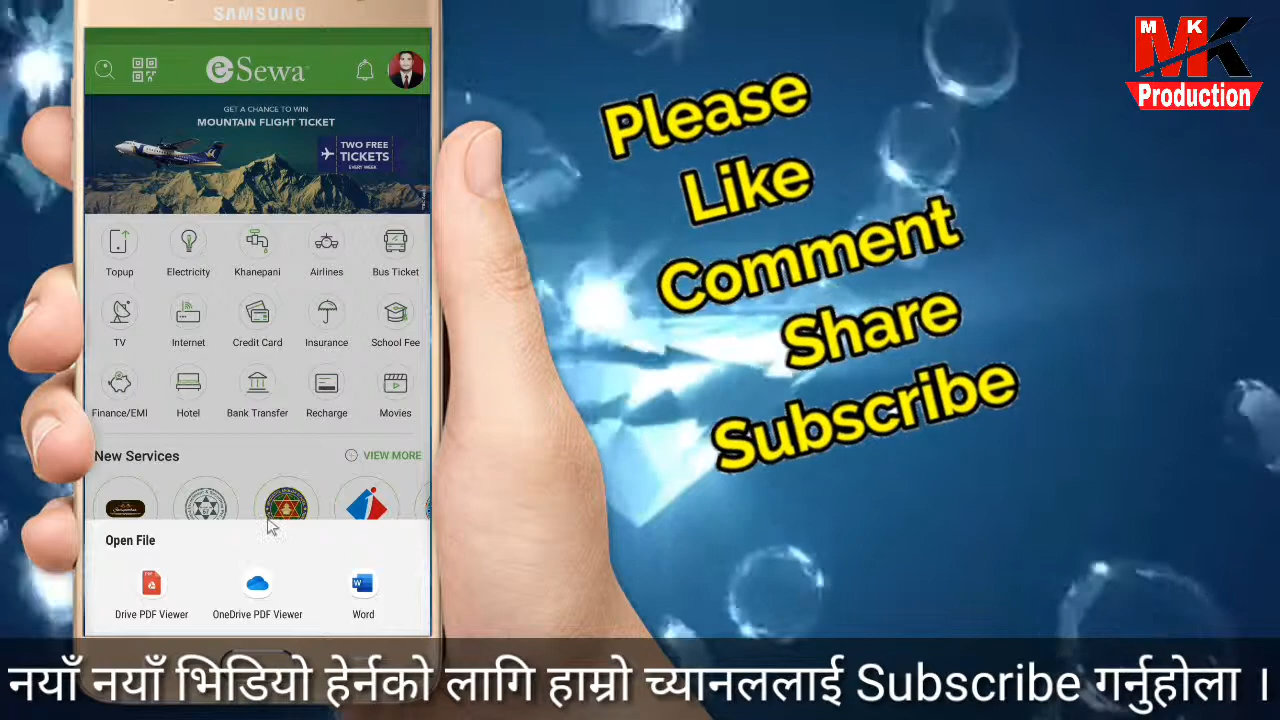 SAMSUNG
eSewa
GET A CHANCE TO WIN
MOUNTAIN FLIGHT TICKET
TWO FREE
TICKETS
EVERY WEEK
Topup
Electricity
Khanepani
Airlines
Bus Ticket
TV
Internet
Credit Card
Insurance
School Fee
Finance/EMI
Hotel
Bank Transfer
Recharge
Movies
New Services
VIEW MORE
Open File
Drive PDF Viewer
OneDrive PDF Viewer
Word
Please
Like
Comment
Share
Subscribe
MK
Production
नयाँ नयाँ भिडियो हेर्नको लागि हाम्रो च्यानललाई Subscribe गर्नुहोला ।